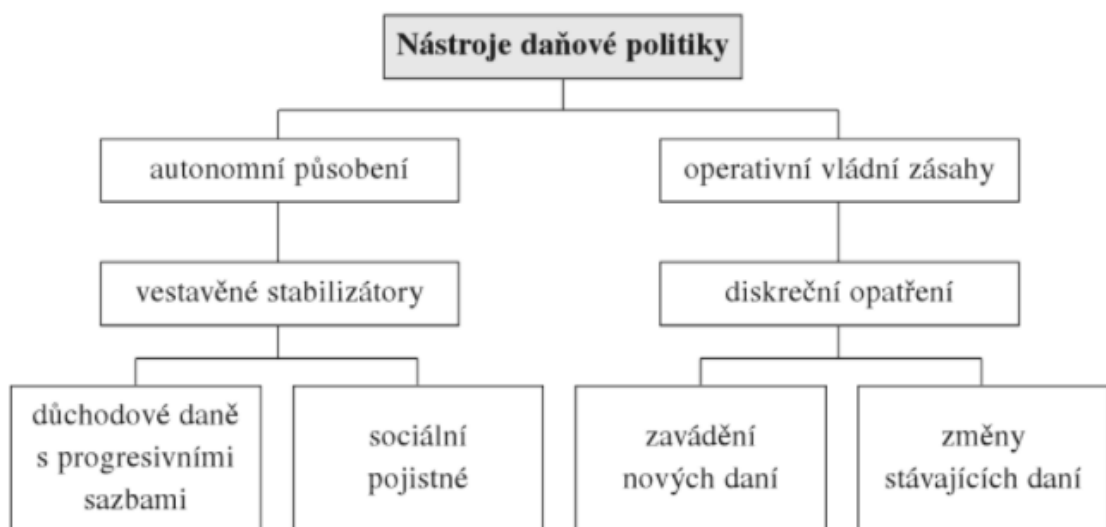 Nástroje daňové politiky
autonomní působení
operativní vládní zásahy
vestavěné stabilizátory
diskreční opatření
důchodové daně
s progresivními
sazbami
sociální
pojistné
zavádění
nových daní
změny
stávajících daní